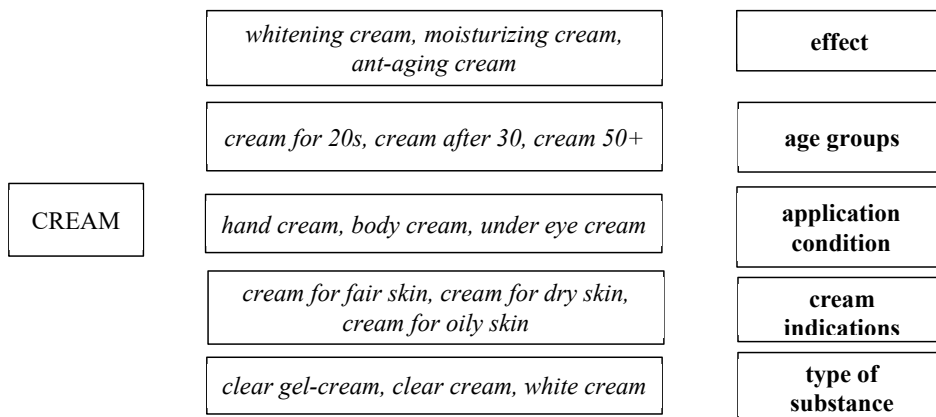 whitening cream, moisturizing cream,
ant-aging cream
effect
cream for 20s, cream after 30, cream 50+
age groups
CREAM
hand cream, body cream, under eye cream
application
condition
cream for fair skin, cream for dry skin,
cream for oily skin
cream
indications
clear gel-cream, clear cream, white cream
type of
substance